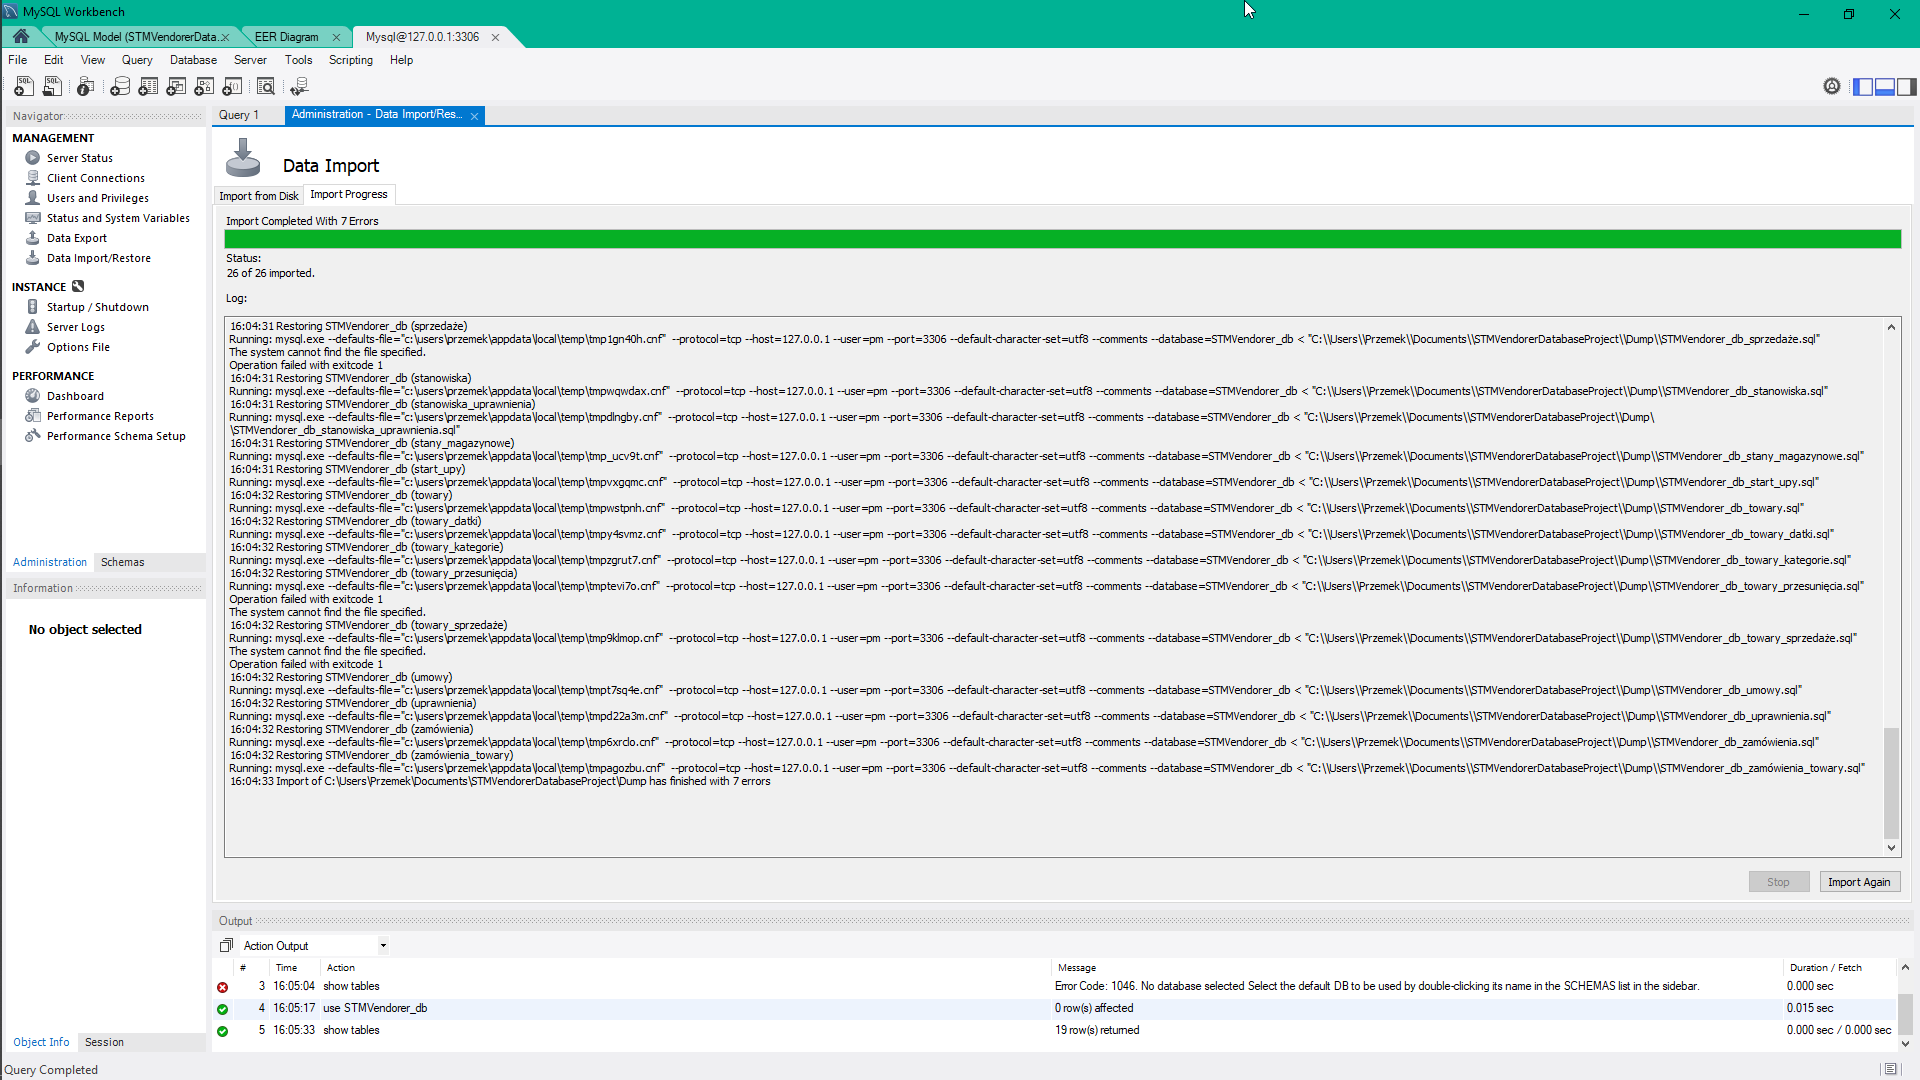 MySQL Workbench
MySQL Model (STMVendorerData...
EER Diagram
Mysql@127.0.0.1:3306
File Edit View Query Database Server Tools Scripting Help
Navigator
MANAGEMENT
Server Status
Client Connections
Users and Privileges
Status and System Variables
Data Export
Data Import/Restore
INSTANCE
Startup / Shutdown
Server Logs
Options File
PERFORMANCE
Dashboard
Performance Reports
Performance Schema Setup
Administration Schemas
Information
No object selected
Object Info Session
Query 1
Administration - Data Import/Res...
Data Import
Import from Disk Import Progress
Import Completed With 7 Errors
Status:
26 of 26 imported.
Log:
16:04:31 Restoring STMVendorer_db (sprzedaże)
Running: mysql.exe --defaults-file="c:\users\przemek\appdata\local\temp\tmp1gn40h.cnf" --protocol=tcp --host=127.0.0.1 --user=pm --port=3306 --default-character-set=utf8 --comments --database=STMVendorer_db < "C:\\Users\\Przemek\\Documents\\STMVendorerDatabaseProject\\Dump\\STMVendorer_db_sprzedaże.sql"
The system cannot find the file specified.
Operation failed with exitcode 1
16:04:31 Restoring STMVendorer_db (stanowiska)
Running: mysql.exe --defaults-file="c:\users\przemek\appdata\local\temp\tmpwqwdax.cnf" --protocol=tcp --host=127.0.0.1 --user=pm --port=3306 --default-character-set=utf8 --comments --database=STMVendorer_db < "C:\\Users\\Przemek\\Documents\\STMVendorerDatabaseProject\\Dump\\STMVendorer_db_stanowiska.sql"
16:04:31 Restoring STMVendorer_db (stanowiska_uprawnienia)
Running: mysql.exe --defaults-file="c:\users\przemek\appdata\local\temp\tmpdlngby.cnf" --protocol=tcp --host=127.0.0.1 --user=pm --port=3306 --default-character-set=utf8 --comments --database=STMVendorer_db < "C:\\Users\\Przemek\\Documents\\STMVendorerDatabaseProject\\Dump\
\STMVendorer_db_stanowiska_uprawnienia.sql"
16:04:31 Restoring STMVendorer_db (stany_magazynowe)
Running: mysql.exe --defaults-file="c:\users\przemek\appdata\local\temp\tmp_ucv9t.cnf" --protocol=tcp --host=127.0.0.1 --user=pm --port=3306 --default-character-set=utf8 --comments --database=STMVendorer_db < "C:\\Users\\Przemek\\Documents\\STMVendorerDatabaseProject\\Dump\\STMVendorer_db_stany_magazynowe.sql"
16:04:31 Restoring STMVendorer_db (start_upy)
Running: mysql.exe --defaults-file="c:\users\przemek\appdata\local\temp\tmpvxgqmc.cnf" --protocol=tcp --host=127.0.0.1 --user=pm --port=3306 --default-character-set=utf8 --comments --database=STMVendorer_db < "C:\\Users\\Przemek\\Documents\\STMVendorerDatabaseProject\\Dump\\STMVendorer_db_start_upy.sql"
16:04:32 Restoring STMVendorer_db (towary)
Running: mysql.exe --defaults-file="c:\users\przemek\appdata\local\temp\tmpwstpnh.cnf" --protocol=tcp --host=127.0.0.1 --user=pm --port=3306 --default-character-set=utf8 --comments --database=STMVendorer_db < "C:\\Users\\Przemek\\Documents\\STMVendorerDatabaseProject\\Dump\\STMVendorer_db_towary.sql"
16:04:32 Restoring STMVendorer_db (towary_datki)
Running: mysql.exe --defaults-file="c:\users\przemek\appdata\local\temp\tmpy4svmz.cnf" --protocol=tcp --host=127.0.0.1 --user=pm --port=3306 --default-character-set=utf8 --comments --database=STMVendorer_db < "C:\\Users\\Przemek\\Documents\\STMVendorerDatabaseProject\\Dump\\STMVendorer_db_towary_datki.sql"
16:04:32 Restoring STMVendorer_db (towary_kategorie)
Running: mysql.exe --defaults-file="c:\users\przemek\appdata\local\temp\tmpzgrut7.cnf" --protocol=tcp --host=127.0.0.1 --user=pm --port=3306 --default-character-set=utf8 --comments --database=STMVendorer_db < "C:\\Users\\Przemek\\Documents\\STMVendorerDatabaseProject\\Dump\\STMVendorer_db_towary_kategorie.sql"
16:04:32 Restoring STMVendorer_db (towary_przesunięcia)
Running: mysql.exe --defaults-file="c:\users\przemek\appdata\local\temp\tmptevi7o.cnf" --protocol=tcp --host=127.0.0.1 --user=pm --port=3306 --default-character-set=utf8 --comments --database=STMVendorer_db < "C:\\Users\\Przemek\\Documents\\STMVendorerDatabaseProject\\Dump\\STMVendorer_db_towary_przesunięcia.sql"
Operation failed with exitcode 1
The system cannot find the file specified.
16:04:32 Restoring STMVendorer_db (towary_sprzedaże)
Running: mysql.exe --defaults-file="c:\users\przemek\appdata\local\temp\tmp9klmop.cnf" --protocol=tcp --host=127.0.0.1 --user=pm --port=3306 --default-character-set=utf8 --comments --database=STMVendorer_db < "C:\\Users\\Przemek\\Documents\\STMVendorerDatabaseProject\\Dump\\STMVendorer_db_towary_sprzedaże.sql"
The system cannot find the file specified.
Operation failed with exitcode 1
16:04:32 Restoring STMVendorer_db (umowy)
Running: mysql.exe --defaults-file="c:\users\przemek\appdata\local\temp\tmpt7sq4e.cnf" --protocol=tcp --host=127.0.0.1 --user=pm --port=3306 --default-character-set=utf8 --comments --database=STMVendorer_db < "C:\\Users\\Przemek\\Documents\\STMVendorerDatabaseProject\\Dump\\STMVendorer_db_umowy.sql"
16:04:32 Restoring STMVendorer_db (uprawnienia)
Running: mysql.exe --defaults-file="c:\users\przemek\appdata\local\temp\tmpd22a3m.cnf" --protocol=tcp --host=127.0.0.1 --user=pm --port=3306 --default-character-set=utf8 --comments --database=STMVendorer_db < "C:\\Users\\Przemek\\Documents\\STMVendorerDatabaseProject\\Dump\\STMVendorer_db_uprawnienia.sql"
16:04:32 Restoring STMVendorer_db (zamówienia)
Running: mysql.exe --defaults-file="c:\users\przemek\appdata\local\temp\tmp6xrclo.cnf" --protocol=tcp --host=127.0.0.1 --user=pm --port=3306 --default-character-set=utf8 --comments --database=STMVendorer_db < "C:\\Users\\Przemek\\Documents\\STMVendorerDatabaseProject\\Dump\\STMVendorer_db_zamówienia.sql"
16:04:32 Restoring STMVendorer_db (zamówienia_towary)
Running: mysql.exe --defaults-file="c:\users\przemek\appdata\local\temp\tmpagozbu.cnf" --protocol=tcp --host=127.0.0.1 --user=pm --port=3306 --default-character-set=utf8 --comments --database=STMVendorer_db < "C:\\Users\\Przemek\\Documents\\STMVendorerDatabaseProject\\Dump\\STMVendorer_db_zamówienia_towary.sql"
16:04:33 Import of C:\Users\Przemek\Documents\STMVendorerDatabaseProject\Dump has finished with 7 errors
Stop Import Again
Output
Action Output
# Time Action Message Duration / Fetch
3 16:05:04 show tables Error Code: 1046. No database selected Select the default DB to be used by double-clicking its name in the SCHEMAS list in the sidebar. 0.000 sec
4 16:05:17 use STMVendorer_db 0 row(s) affected 0.015 sec
5 16:05:33 show tables 19 row(s) returned 0.000 sec / 0.000 sec
Query Completed